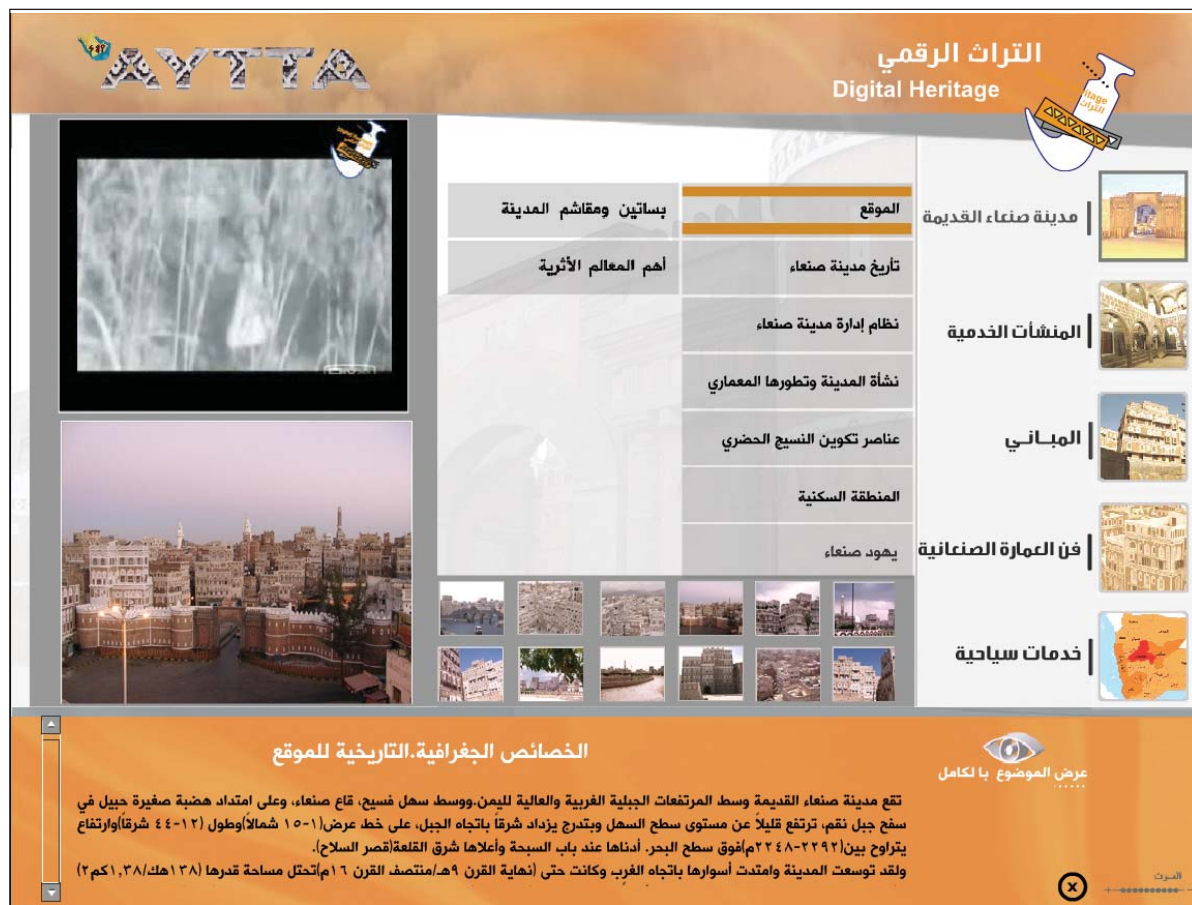 AYTTA
التراث الرقمي
Digital Heritage
مدينة صنعاء القديمة
المنشأت الخدمية
المبـانـي
فن العمارة الصنعانية
خدمات سياحية
الموقع
تأريخ مدينة صنعاء
نظام إدارة مدينة صنعاء
نشأة المدينة وتطورها المعماري
عناصر تكوين النسيج الحضري
المنطقة السكنية
يهود صنعاء
بساتين ومقاشم المدينة
أهم المعالم الأثرية
عرض الموضوع بالكامل
الخصائص الجغرافية.التاريخية للموقع
تقع مدينة صنعاء القديمة وسط المرتفعات الجبلية الغربية والعالية لليمن.ووسط سهل فسيح، قاع صنعاء، وعلى امتداد هضبة صغيرة حبيل في
سفح جبل نقم، ترتفع قليلاً عن مستوى سطح السهل وبتدرج يزداد شرقاً باتجاه الجبل، على خط عرض(١-١٥ شمالاً)وطول (١٢-٤٤ شرقاً)وارتفاع
يتراوح بين(٢٢٩٢-٢٢٤٨م)فوق سطح البحر. أدناها عند باب السبحة وأعلاها شرق القلعة(قصر السلاح).
ولقد توسعت المدينة وامتدت أسوارها باتجاه الغرب وكانت حتى (نهاية القرن ٩هـ/منتصف القرن ١٦م)تحتل مساحة قدرها (١٣٨هك/١,٣٨كم٢)
الصوت